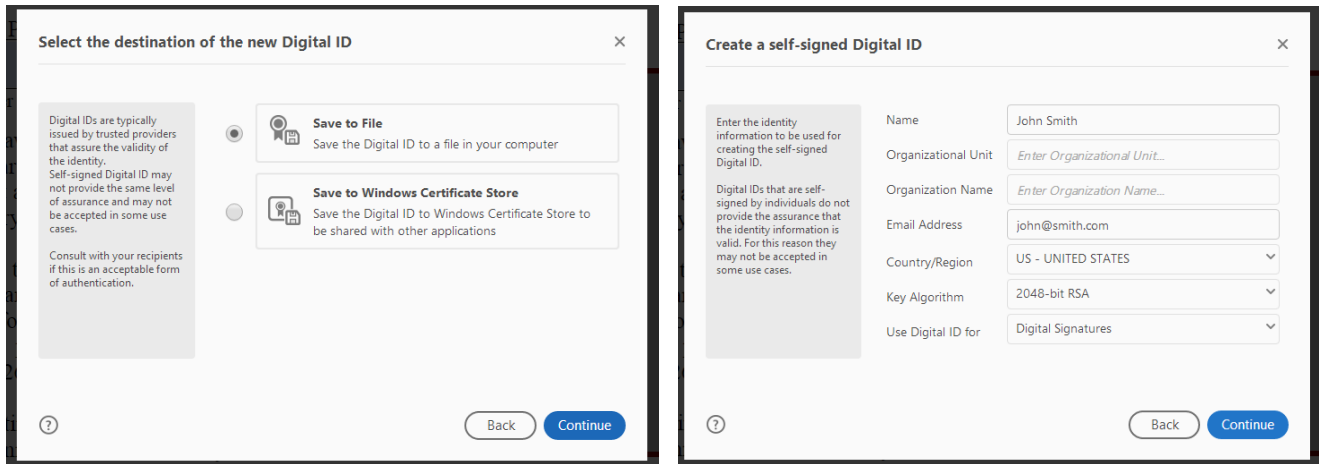 Select the destination of the new Digital ID
Digital IDs are typically
issued by trusted providers
that assure the validity of
the identity.
Self-signed Digital ID may
not provide the same level
of assurance and may not
be accepted in some use
cases.
Consult with your recipients
if this is an acceptable form
of authentication.
Save to File
Save the Digital ID to a file in your computer
Save to Windows Certificate Store
Save the Digital ID to Windows Certificate Store to
be shared with other applications
?
Back
Continue
Create a self-signed Digital ID
Enter the identity
information to be used for
creating the self-signed
Digital ID.
Digital IDs that are self-
signed by individuals do not
provide the assurance that
the identity information is
valid. For this reason they
may not be accepted in
some use cases.
Name
John Smith
Organizational Unit
Enter Organizational Unit...
Organization Name
Enter Organization Name...
Email Address
john@smith.com
Country/Region
US - UNITED STATES
Key Algorithm
2048-bit RSA
Use Digital ID for
Digital Signatures
?
Back
Continue